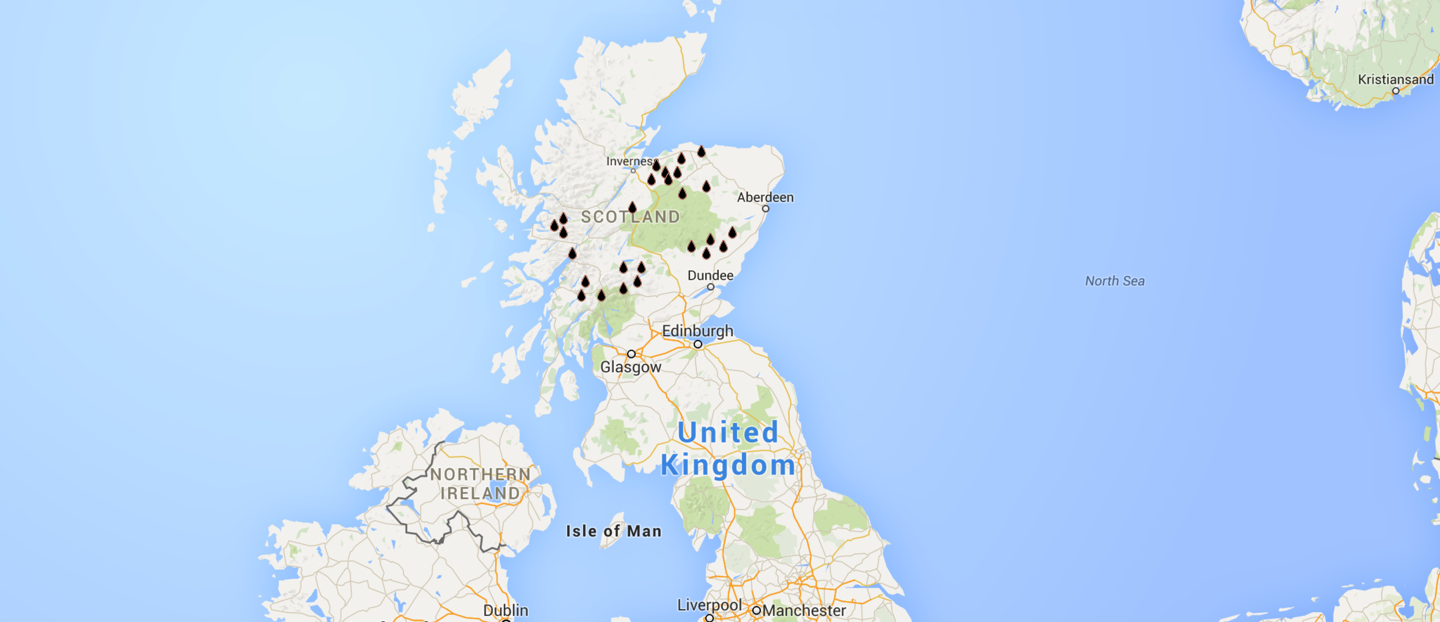 Kristiansand
Inverness
Aberdeen
SCOTLAND
Dundee
North Sea
Edinburgh
Glasgow
United
Kingdom
NORTHERN
IRELAND
Isle of Man
Dublin
Liverpool
Manchester